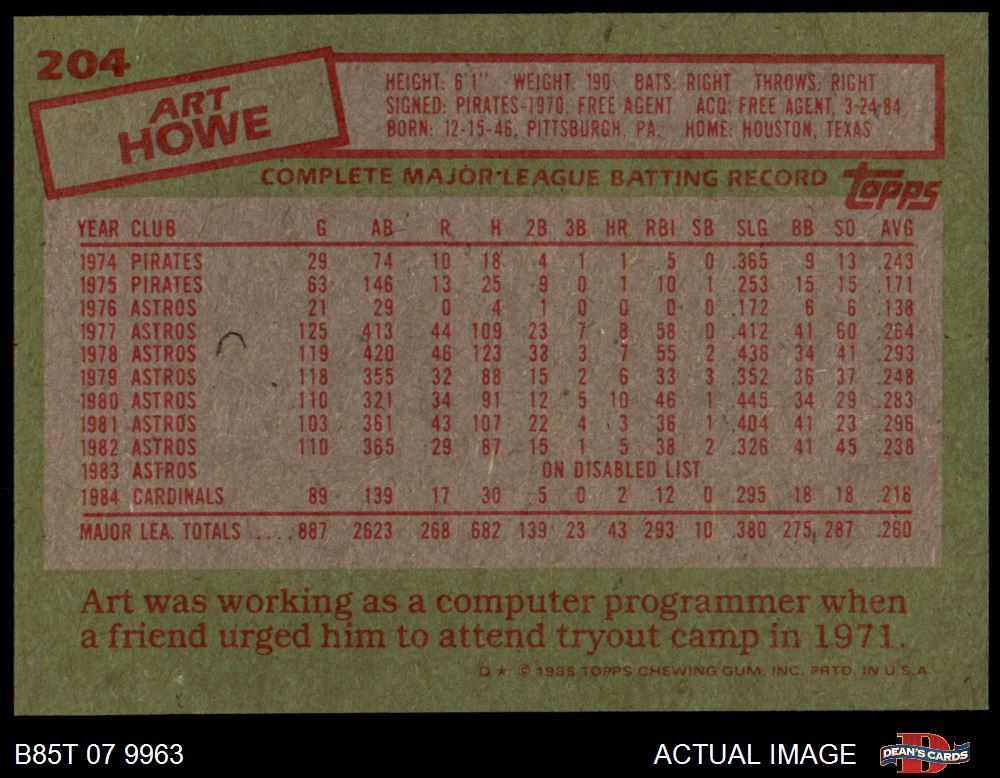 204
ART
HOWE
HEIGHT: 6'1" WEIGHT: 190 BATS: RIGHT THROWS: RIGHT
SIGNED: PIRATES-1970, FREE AGENT ACQ: FREE AGENT, 3-24-84
BORN: 12-15-46, PITTSBURGH, PA. HOME: HOUSTON, TEXAS
COMPLETE MAJOR LEAGUE BATTING RECORD
topps
YEAR CLUB G AB R H 2B 3B HR RBI SB SLG BB SO AVG
1974 PIRATES 29 74 10 18 4 1 1 5 0 .365 9 13 .243
1975 PIRATES 63 146 13 25 9 0 1 10 1 .253 15 15 .171
1976 ASTROS 21 29 0 4 1 0 0 0 0 .172 6 6 .138
1977 ASTROS 125 413 44 109 23 7 8 58 0 .412 41 60 .264
1978 ASTROS 119 420 46 123 33 3 7 55 2 .436 34 41 .293
1979 ASTROS 118 355 32 88 15 2 6 33 3 .352 36 37 .248
1980 ASTROS 110 321 34 91 12 5 10 46 1 .445 34 29 .283
1981 ASTROS 103 361 43 107 22 4 3 36 1 .404 41 23 .296
1982 ASTROS 110 365 29 87 15 1 5 38 2 .326 41 45 .238
1983 ASTROS ON DISABLED LIST
1984 CARDINALS 89 139 17 30 5 0 2 12 0 .295 18 18 .216
MAJOR LEA. TOTALS ....887 2623 268 682 139 23 43 293 10 .380 275 287 .260
Art was working as a computer programmer when
a friend urged him to attend tryout camp in 1971.
D * © 1985 TOPPS CHEWING GUM, INC. PRTD. IN U.S.A.
B85T 07 9963
ACTUAL IMAGE
DEAN'S CARDS